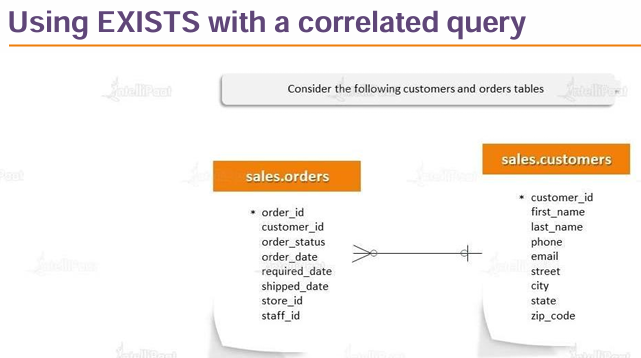 Using EXISTS with a correlated query
Consider the following customers and orders tables
sales.orders
* order_id
customer_id
order_status
order_date
required_date
shipped_date
store_id
staff_id
sales.customers
* customer_id
first_name
last_name
phone
email
street
city
state
zip_code